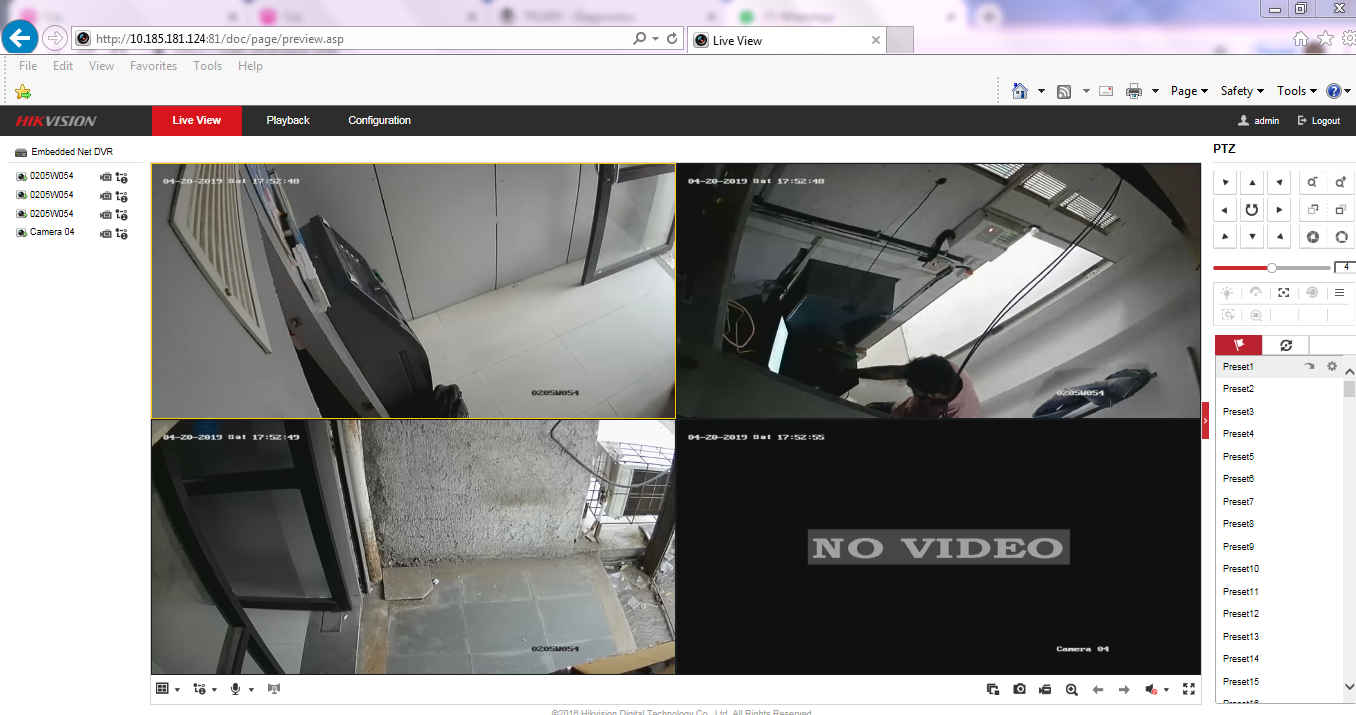 http://10.185.181.124:81/doc/page/preview.asp
Live View
File Edit View Favorites Tools Help
Page Safety Tools
HIKVISION Live View Playback Configuration admin Logout
Embedded Net DVR
0205W054
0205W054
0205W054
Camera 04
04-20-2019 Sat 17:52:48
0205W054
04-20-2019 Sat 17:52:48
0205W054
04-20-2019 Sat 17:52:49
0205W054
04-20-2019 Sat 17:52:55
NO VIDEO
Camera 04
PTZ
4
Preset1
Preset2
Preset3
Preset4
Preset5
Preset6
Preset7
Preset8
Preset9
Preset10
Preset11
Preset12
Preset13
Preset14
Preset15
©2016 Hikvision Digital Technology Co., Ltd. All Rights Reserved.